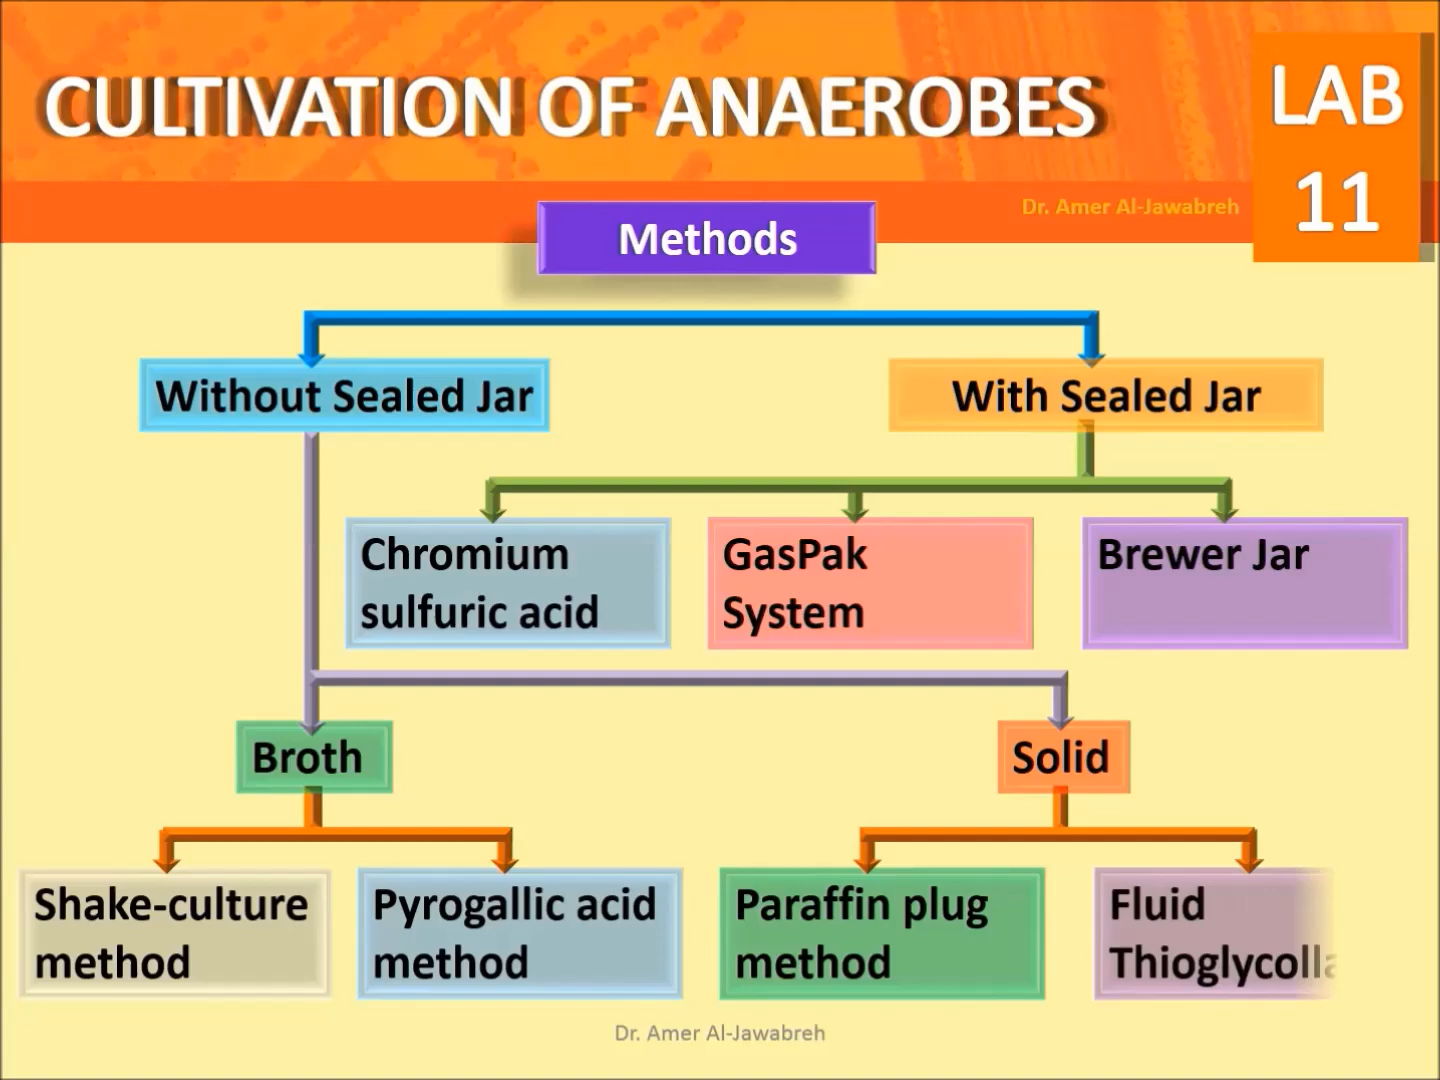 CULTIVATION OF ANAEROBES
LAB
11
Dr. Amer Al-Jawabreh
Methods
Without Sealed Jar
With Sealed Jar
Chromium
sulfuric acid
GasPak
System
Brewer Jar
Broth
Solid
Shake-culture
method
Pyrogallic acid
method
Paraffin plug
method
Fluid
Dr. Amer Al-Jawabreh